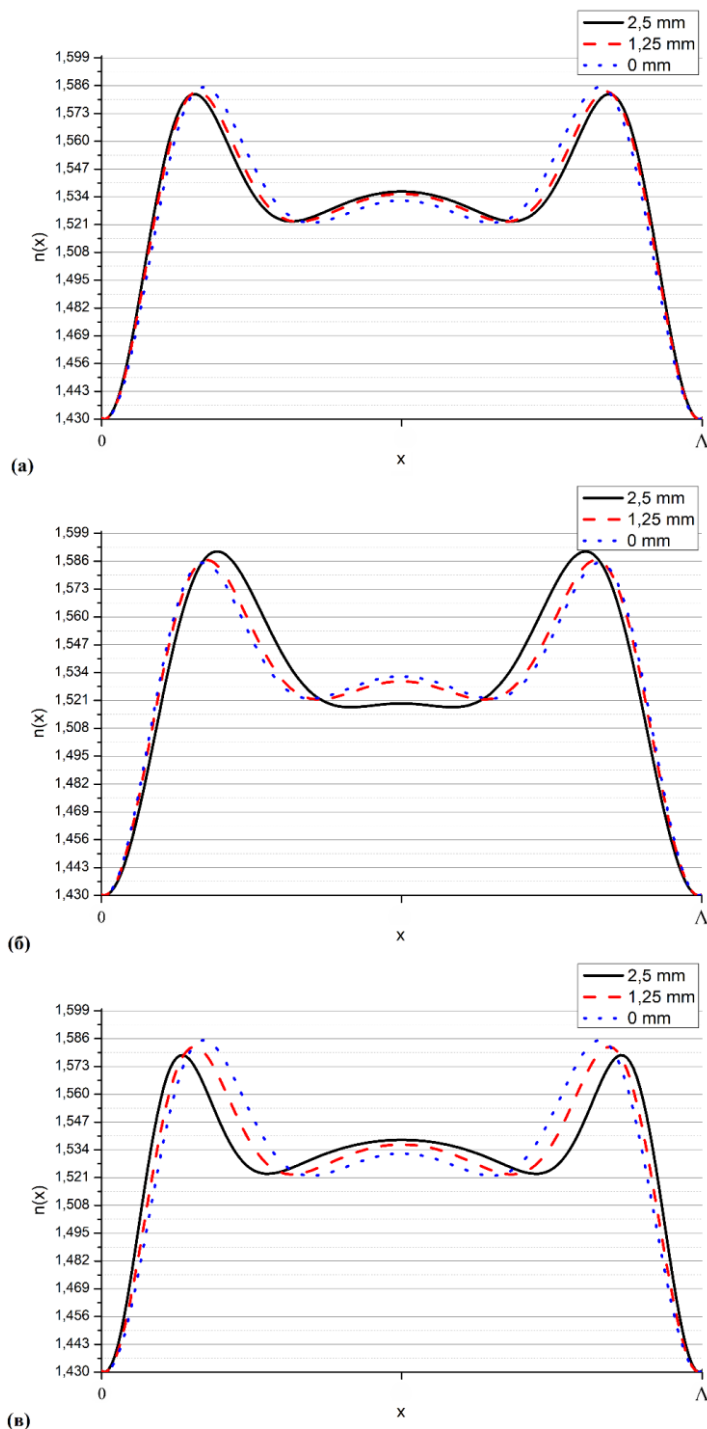 2,5 mm
1,25 mm
0 mm
1,599
1,586
1,573
1,560
1,547
1,534
1,521
1,508
1,495
1,482
1,469
1,456
1,443
1,430
n(x)
0
Λ
x
(а)
2,5 mm
1,25 mm
0 mm
1,599
1,586
1,573
1,560
1,547
1,534
1,521
1,508
1,495
1,482
1,469
1,456
1,443
1,430
n(x)
0
Λ
x
(б)
2,5 mm
1,25 mm
0 mm
1,599
1,586
1,573
1,560
1,547
1,534
1,521
1,508
1,495
1,482
1,469
1,456
1,443
1,430
n(x)
0
Λ
x
(в)